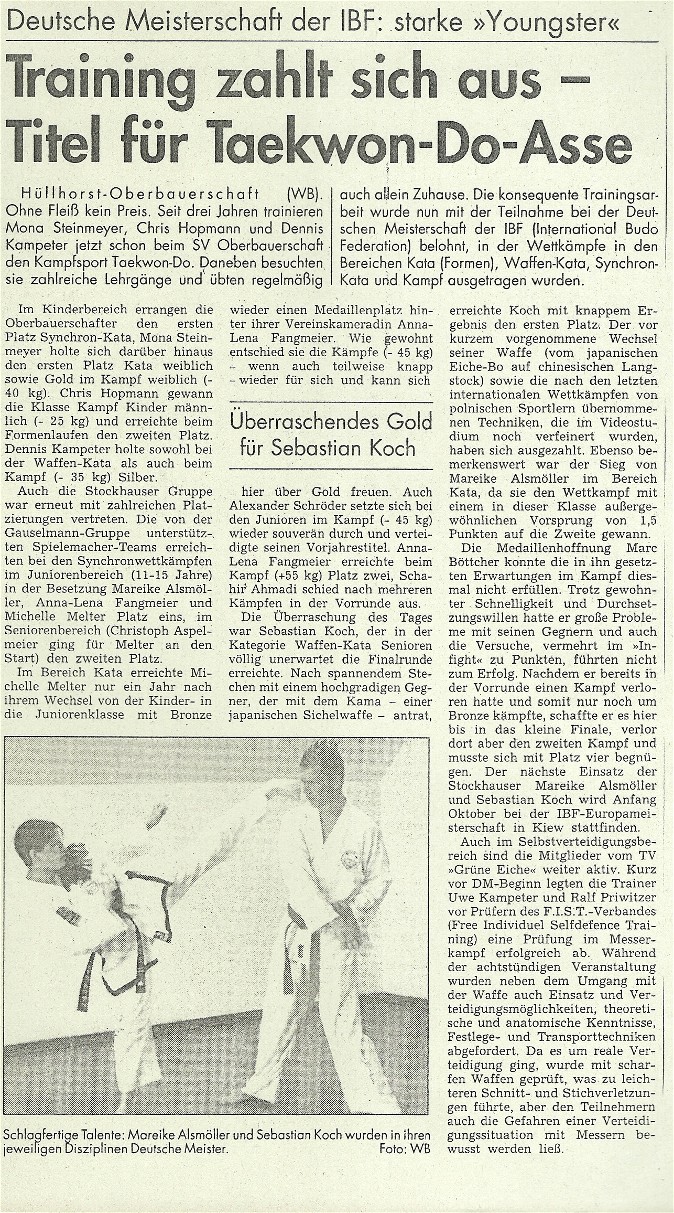 Deutsche Meisterschaft der IBF: starke »Youngster«
Training zahlt sich aus –
Titel für Taekwon-Do-Asse
Hüllhorst-Oberbauerschaft (WB).
Ohne Fleiß kein Preis. Seit drei Jahren trainieren
Mona Steinmeyer, Chris Hopmann und Dennis
Kampeter jetzt schon beim SV Oberbauerschaft
den Kampfsport Taekwon-Do. Daneben besuchten
sie zahlreiche Lehrgänge und übten regelmäßig
auch allein Zuhause. Die konsequente Trainingsar-
beit wurde nun mit der Teilnahme bei der Deut-
schen Meisterschaft der IBF (International Budo
Federation) belohnt, in der Wettkämpfe in den
Bereichen Kata (Formen), Waffen-Kata, Synchron-
Kata und Kampf ausgetragen wurden.
Im Kinderbereich errangen die
Oberbauerschafter den ersten
Platz Synchron-Kata, Mona Stein-
meyer holte sich darüber hinaus
den ersten Platz Kata weiblich
sowie Gold im Kampf weiblich (-
40 kg). Chris Hopmann gewann
die Klasse Kampf Kinder männ-
lich (- 25 kg) und erreichte beim
Formenlaufen den zweiten Platz.
Dennis Kampeter holte sowohl bei
der Waffen-Kata als auch beim
Kampf (- 35 kg) Silber.
Auch die Stockhauser Gruppe
war erneut mit zahlreichen Plat-
zierungen vertreten. Die von der
Gauselmann-Gruppe unterstütz-
ten Spielemacher-Teams erreich-
ten bei den Synchronwettkämpfen
im Juniorenbereich (11-15 Jahre)
in der Besetzung Mareike Alsmöl-
ler, Anna-Lena Fangmeier und
Michelle Melter Platz eins, im
Seniorenbereich (Christoph Aspel-
meier ging für Melter an den
Start) den zweiten Platz.
Im Bereich Kata erreichte Mi-
chelle Melter nur ein Jahr nach
ihrem Wechsel von der Kinder- in
die Juniorenklasse mit Bronze
wieder einen Medaillenplatz hin-
ter ihrer Vereinskameradin Anna-
Lena Fangmeier. Wie gewohnt
entschied sie die Kämpfe (- 45 kg)
– wenn auch teilweise knapp
– wieder für sich und kann sich
Überraschendes Gold
für Sebastian Koch
hier über Gold freuen. Auch
Alexander Schröder setzte sich bei
den Junioren im Kampf (- 45 kg)
wieder souverän durch und vertei-
digte seinen Vorjahrestitel. Anna-
Lena Fangmeier erreichte beim
Kampf (+55 kg) Platz zwei, Scha-
hir Ahmadi schied nach mehreren
Kämpfen in der Vorrunde aus.
Die Überraschung des Tages
war Sebastian Koch, der in der
Kategorie Waffen-Kata Senioren
völlig unerwartet die Finalrunde
erreichte. Nach spannendem Ste-
chen mit einem hochgradigen Geg-
ner, der mit dem Kama – einer
japanischen Sichelwaffe – antrat,
erreichte Koch mit knappem Er-
gebnis den ersten Platz. Der vor
kurzem vorgenommene Wechsel
seiner Waffe (vom japanischen
Eiche-Bo auf chinesischen Lang-
stock) sowie die nach den letzten
internationalen Wettkämpfen von
polnischen Sportlern übernomme-
nen Techniken, die im Videostu-
dium noch verfeinert wurden,
haben sich ausgezahlt. Ebenso be-
merkenswert war der Sieg von
Mareike Alsmöller im Bereich
Kata, da sie den Wettkampf mit
einem in dieser Klasse außerge-
wöhnlichen Vorsprung von 1,5
Punkten auf die Zweite gewann.
Die Medaillenhoffnung Marc
Böttcher konnte die in ihn gesetz-
ten Erwartungen im Kampf dies-
mal nicht erfüllen. Trotz gewohn-
ter Schnelligkeit und Durchset-
zungswillen hatte er große Proble-
me mit seinen Gegnern und auch
die Versuche, vermehrt im »In-
fight« zu Punkten, führten nicht
zum Erfolg. Nachdem er bereits in
der Vorrunde einen Kampf verlo-
ren hatte und somit nur noch um
Bronze kämpfte, schaffte er es hier
bis in das kleine Finale, verlor
dort aber den zweiten Kampf und
musste sich mit Platz vier begnü-
gen. Der nächste Einsatz der
Stockhauser Mareike Alsmöller
und Sebastian Koch wird Anfang
Oktober bei der IBF-Europamei-
sterschaft in Kiew stattfinden.
Auch im Selbstverteidigungsbe-
reich sind die Mitglieder vom TV
»Grüne Eiche« weiter aktiv. Kurz
vor DM-Beginn legten die Trainer
Uwe Kampeter und Ralf Priwitzer
vor Prüfern des F.I.S.T.-Verbandes
(Free Individuel Selfdefence Trai-
ning) eine Prüfung im Messer-
kampf erfolgreich ab. Während
der achtstündigen Veranstaltung
wurden neben dem Umgang mit
der Waffe auch Einsatz und Ver-
teidigungsmöglichkeiten, theoreti-
sche und anatomische Kenntnisse,
Festlege- und Transporttechniken
abgefordert. Da es um reale Ver-
teidigung ging, wurde mit schar-
fen Waffen geprüft, was zu leich-
teren Schnitt- und Stichverletzun-
gen führte, aber den Teilnehmern
auch die Gefahren einer Verteidi-
gungssituation mit Messern be-
wusst werden ließ.
Schlagfertige Talente: Mareike Alsmöller und Sebastian Koch wurden in ihren
jeweiligen Disziplinen Deutsche Meister. Foto: WB